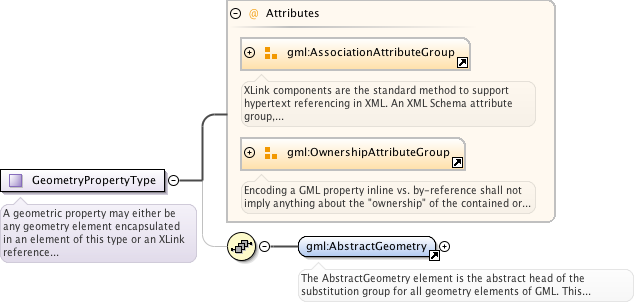 @ Attributes
gml:AssociationAttributeGroup
XLink components are the standard method to support
hypertext referencing in XML. An XML Schema attribute
group,...
gml:OwnershipAttributeGroup
Encoding a GML property inline vs. by-reference shall not
imply anything about the "ownership" of the contained or...
GeometryPropertyType
A geometric property may either be
any geometry element encapsulated
in an element of this type or an XLink
reference...
gml:AbstractGeometry
The AbstractGeometry element is the abstract head of the
substitution group for all geometry elements of GML. This...